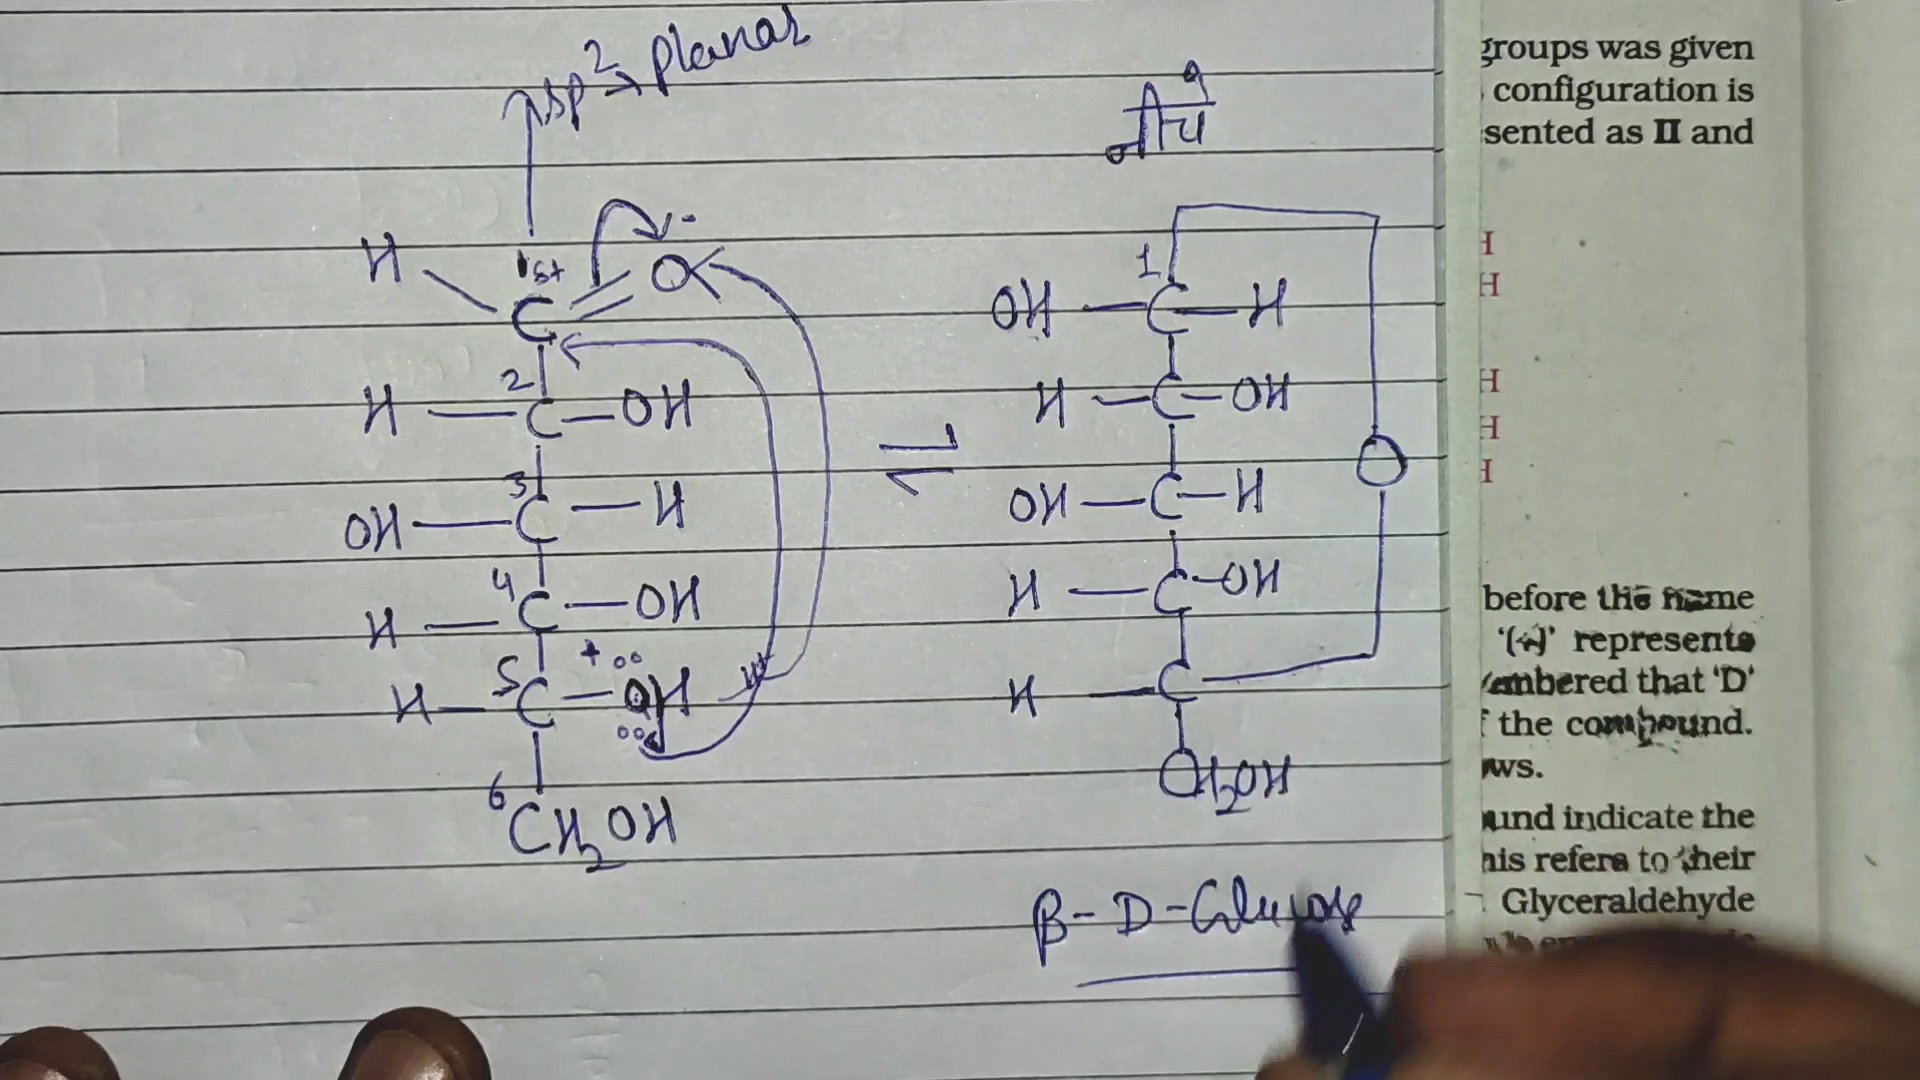 sp2 → planar
नीचे
H C = O -
1 δ+
H — C — OH
2
OH — C — H
3
H — C — OH
4
H — C — OH
5 +
6
CH2OH
1
OH — C — H
H — C — OH
OH — C — H
O
H — C — OH
H — C
CH2OH
β-D-Glucose
groups was given
configuration is
sented as II and
H
H
H
H
H
before the name
'(+)' represents
embered that 'D'
the compound.
ows.
und indicate the
his refers to their
Glyceraldehyde